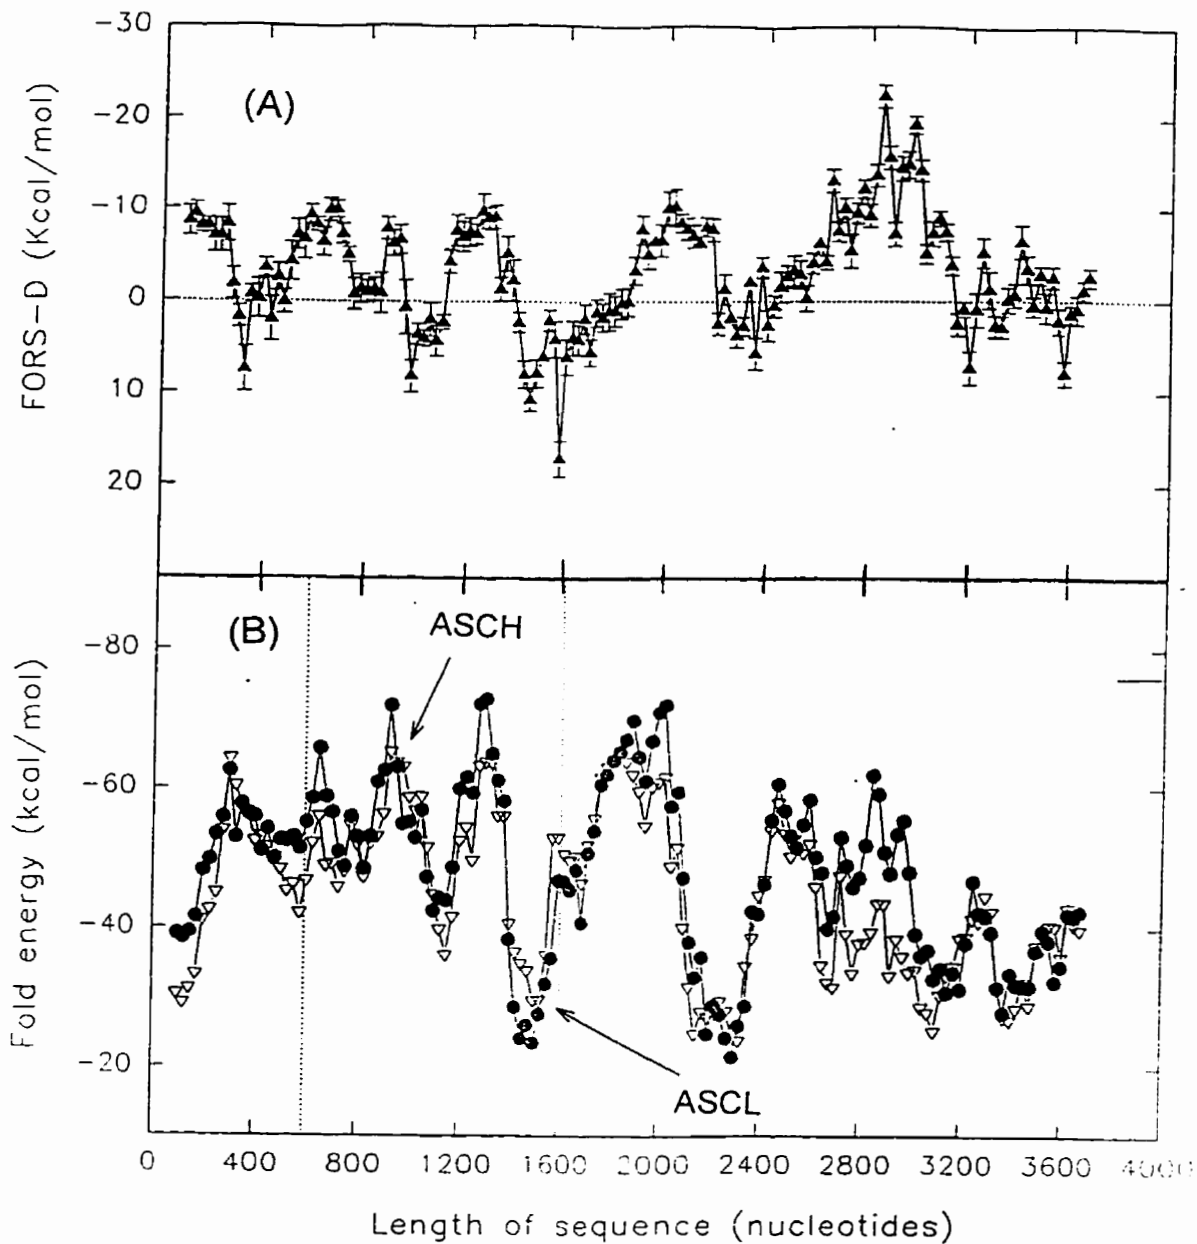 -30
-20
-10
0
10
20
FORS-D (Kcal/mol)
(A)
(B)
ASCH
ASCL
-80
-60
-40
-20
Fold energy (kcal/mol)
0 400 800 1200 1600 2000 2400 2800 3200 3600 4000
Length of sequence (nucleotides)